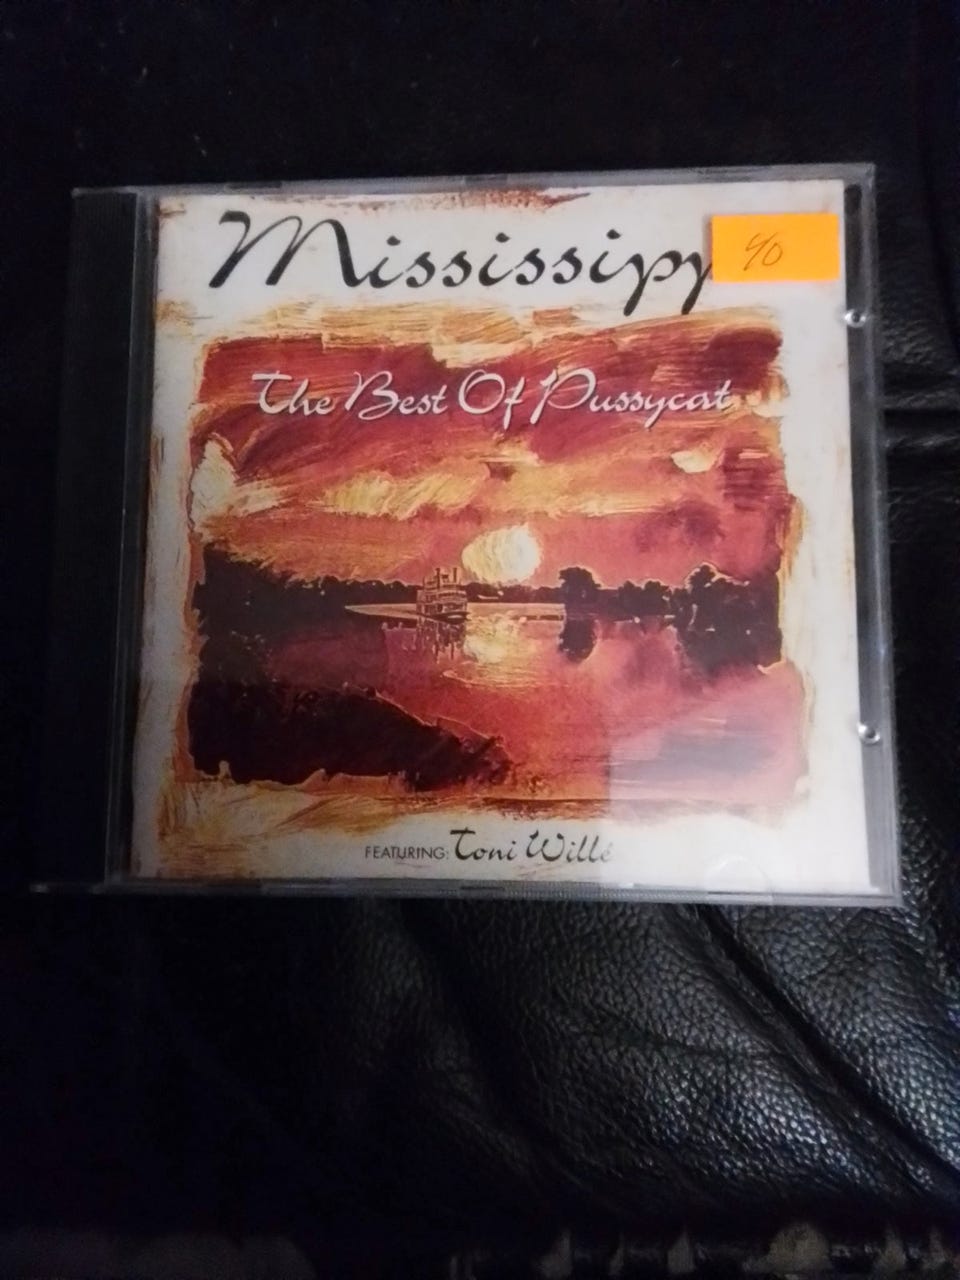 Mississipp
40
The Best Of Pussycat
FEATURING: Toni Willé